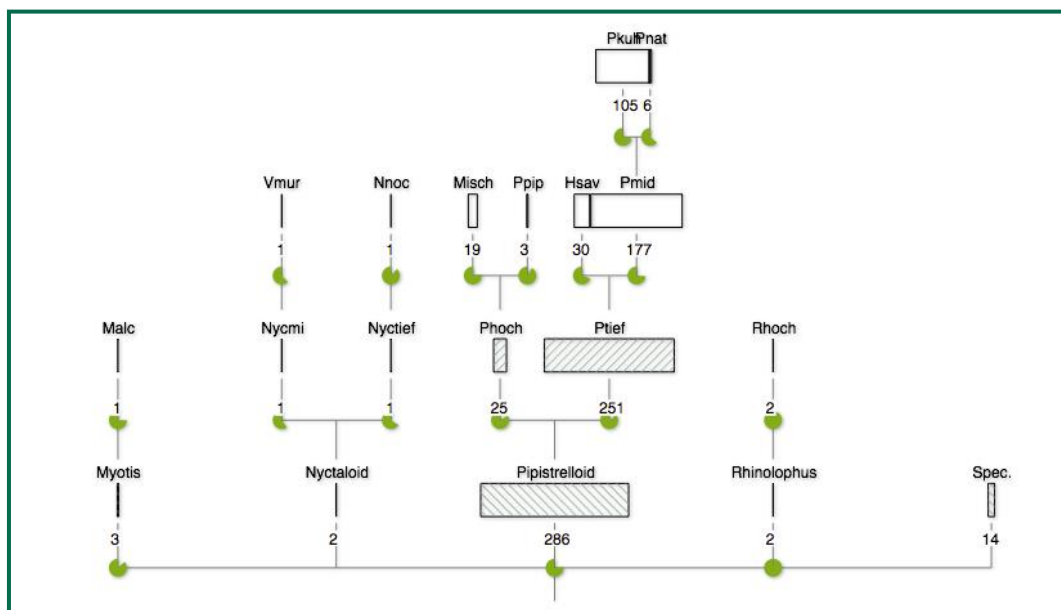 Pkuh Pnat
105 6
Vmur Nnoc Misch Ppip Hsav Pmid
1 1 19 3 30 177
Malc Nycmi Nyctief Phoch Ptief Rhoch
1 1 1 25 251 2
Myotis Nyctaloid Pipistrelloid Rhinolophus Spec.
3 2 286 2 14